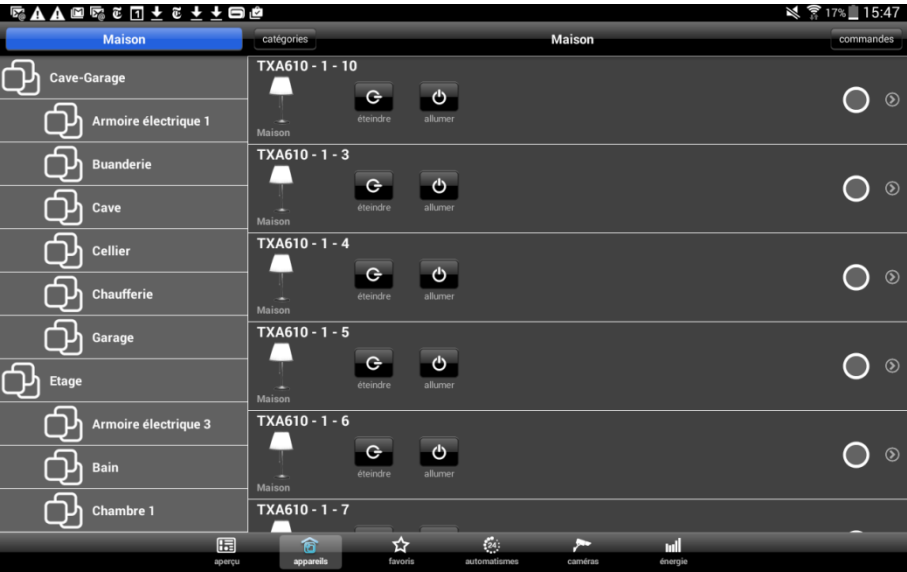 17% 15:47
Maison
catégories
Maison
commandes
Cave-Garage
Armoire électrique 1
Buanderie
Cave
Cellier
Chaufferie
Garage
Etage
Armoire électrique 3
Bain
Chambre 1
TXA610 - 1 - 10
éteindre allumer
Maison
TXA610 - 1 - 3
éteindre allumer
Maison
TXA610 - 1 - 4
éteindre allumer
Maison
TXA610 - 1 - 5
éteindre allumer
Maison
TXA610 - 1 - 6
éteindre allumer
Maison
TXA610 - 1 - 7
aperçu appareils favoris automatismes caméras énergie